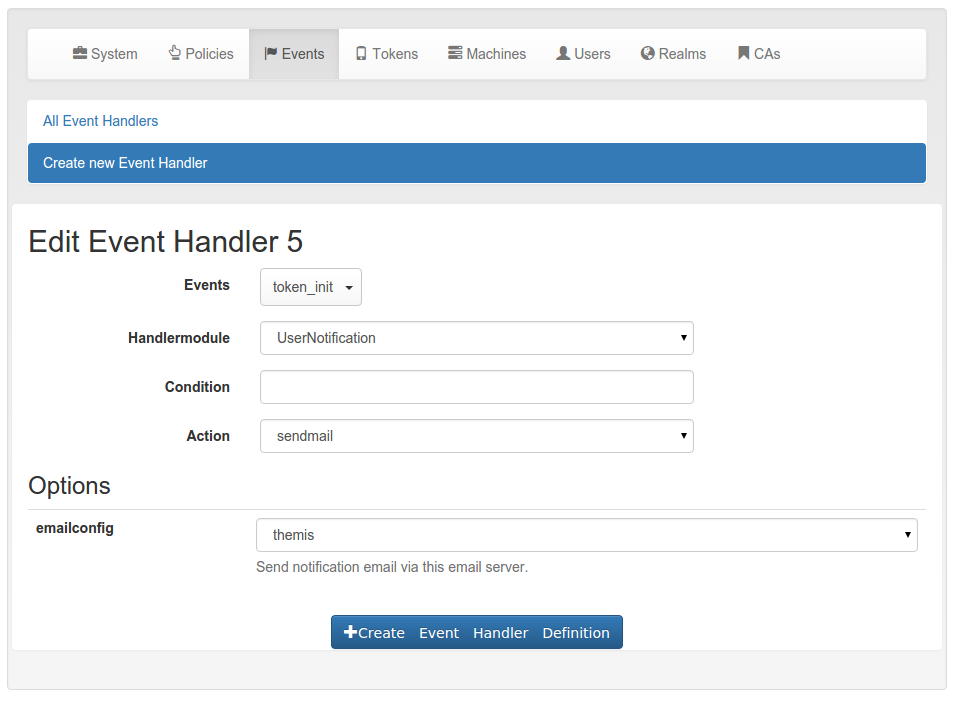 System Policies Events Tokens Machines Users Realms CAs
All Event Handlers
Create new Event Handler
Edit Event Handler 5
Events token_init
Handlermodule UserNotification
Condition
Action sendmail
Options
emailconfig themis
Send notification email via this email server.
Create Event Handler Definition